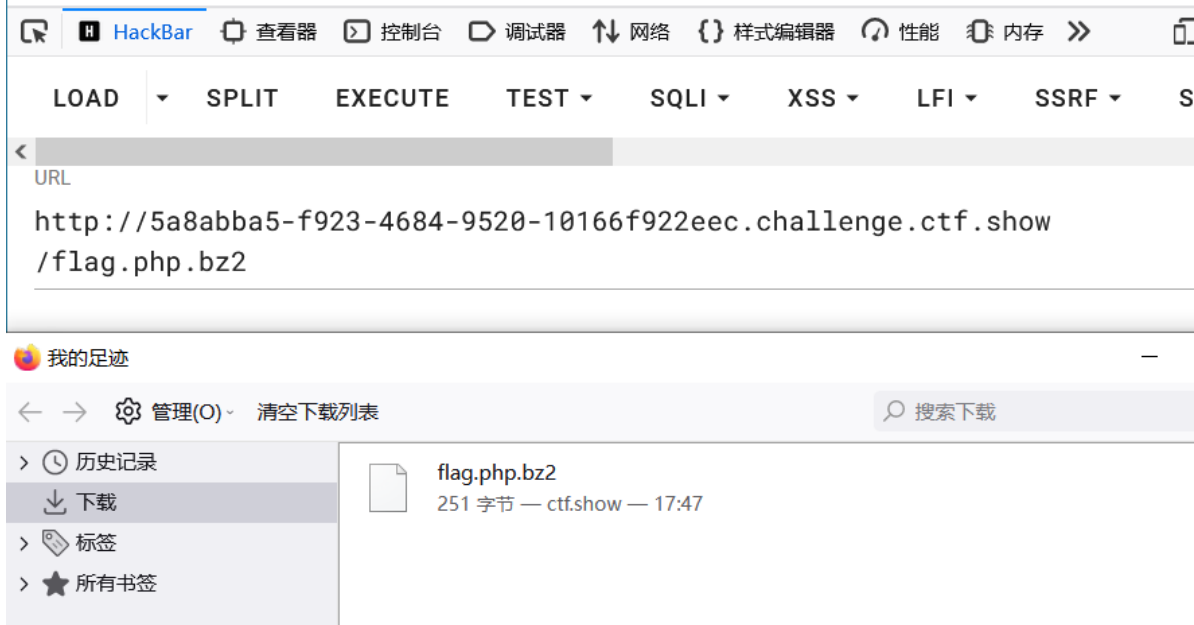 H HackBar 查看器 控制台 调试器 网络 {} 样式编辑器 性能 内存
LOAD SPLIT EXECUTE TEST SQLI XSS LFI SSRF S
URL
http://5a8abba5-f923-4684-9520-10166f922eec.challenge.ctf.show
/flag.php.bz2
我的足迹
管理(O) 清空下载列表 搜索下载
历史记录
flag.php.bz2
下载
251 字节 — ctf.show — 17:47
标签
所有书签